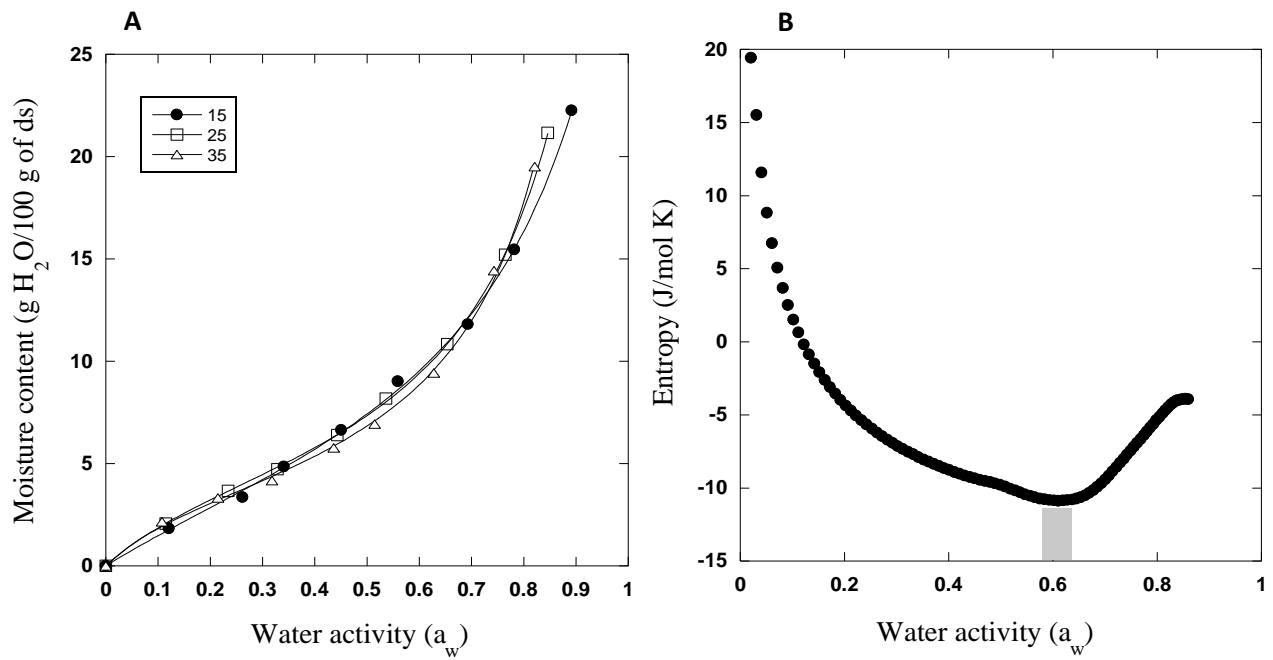 A
25
20
15
10
5
0
Moisture content (g H2O/100 g of ds)
15
25
35
0 0.1 0.2 0.3 0.4 0.5 0.6 0.7 0.8 0.9 1
Water activity (aw)
B
20
15
10
5
0
-5
-10
-15
Entropy (J/mol K)
0 0.2 0.4 0.6 0.8 1
Water activity (aw)